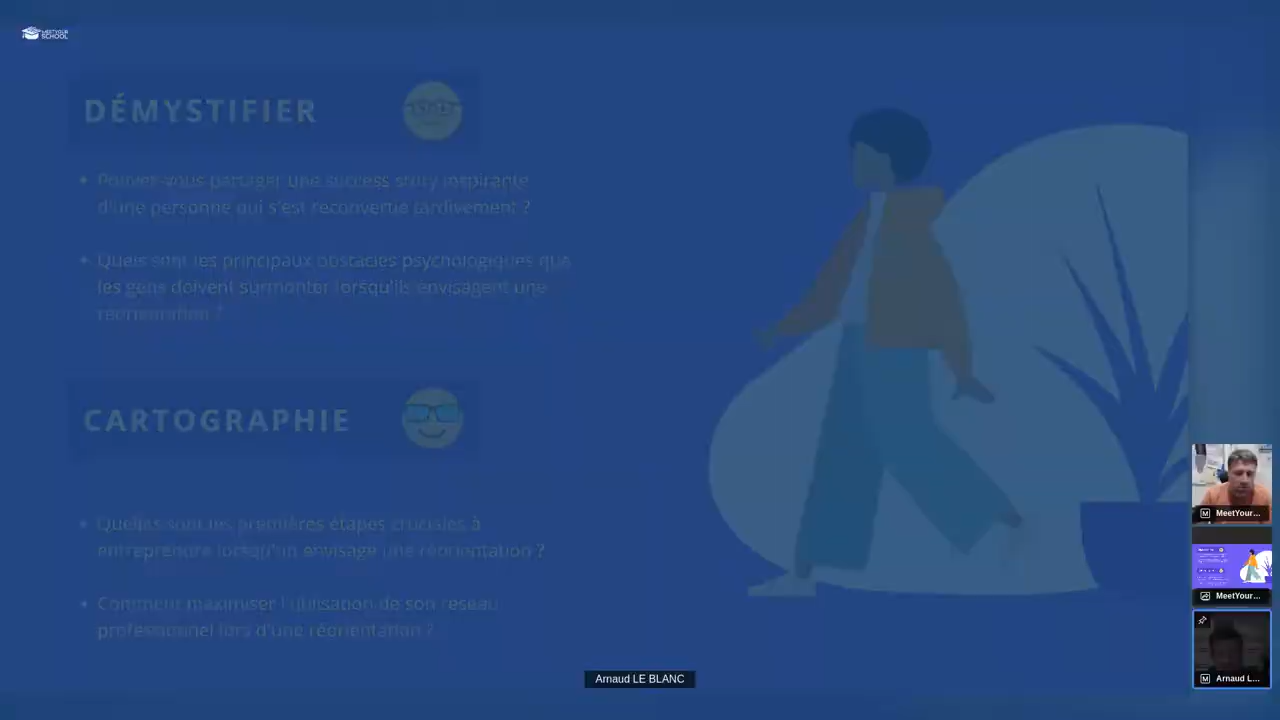 MEETYOUR
SCHOOL
DÉMYSTIFIER
Pouvez-vous partager une success story inspirante
d'une personne qui s'est reconvertie tardivement ?
Quels sont les principaux obstacles psychologiques que
les gens doivent surmonter lorsqu'ils envisagent une
réorientation ?
CARTOGRAPHIE
Quelles sont les premières étapes cruciales à
entreprendre lorsqu'on envisage une réorientation ?
Comment maximiser l'utilisation de son réseau
professionnel lors d'une réorientation ?
MeetYour...
MeetYour...
Arnaud L...
Arnaud LE BLANC